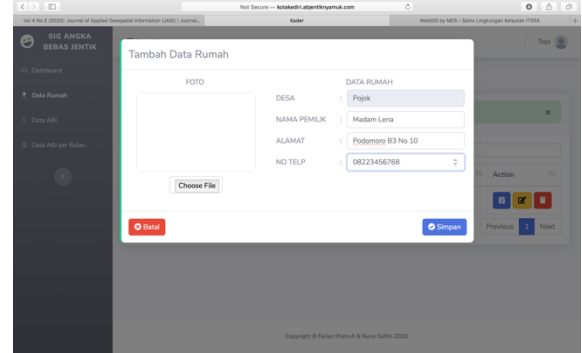 Not Secure — kotakediri.abjentiknyamuk.com
Vol 4 No 2 (2020): Journal of Applied Geospatial Information (JAGI) | Journal...
Kader
WebGIS by MES - Sains Lingkungan Kelautan ITERA
SIG ANGKA
BEBAS JENTIK
Dashboard
Data Rumah
Data ABJ
Data ABJ per Bulan
Toga
Tambah Data Rumah
FOTO
DATA RUMAH
DESA : Pojok
NAMA PEMILIK : Madam Lena
ALAMAT : Podomoro B3 No 10
NO TELP : 08223456768
Choose File
Batal
Simpan
Action
Previous 1 Next
Copyright © Fariez Ilham A & Nurul Safitri 2020